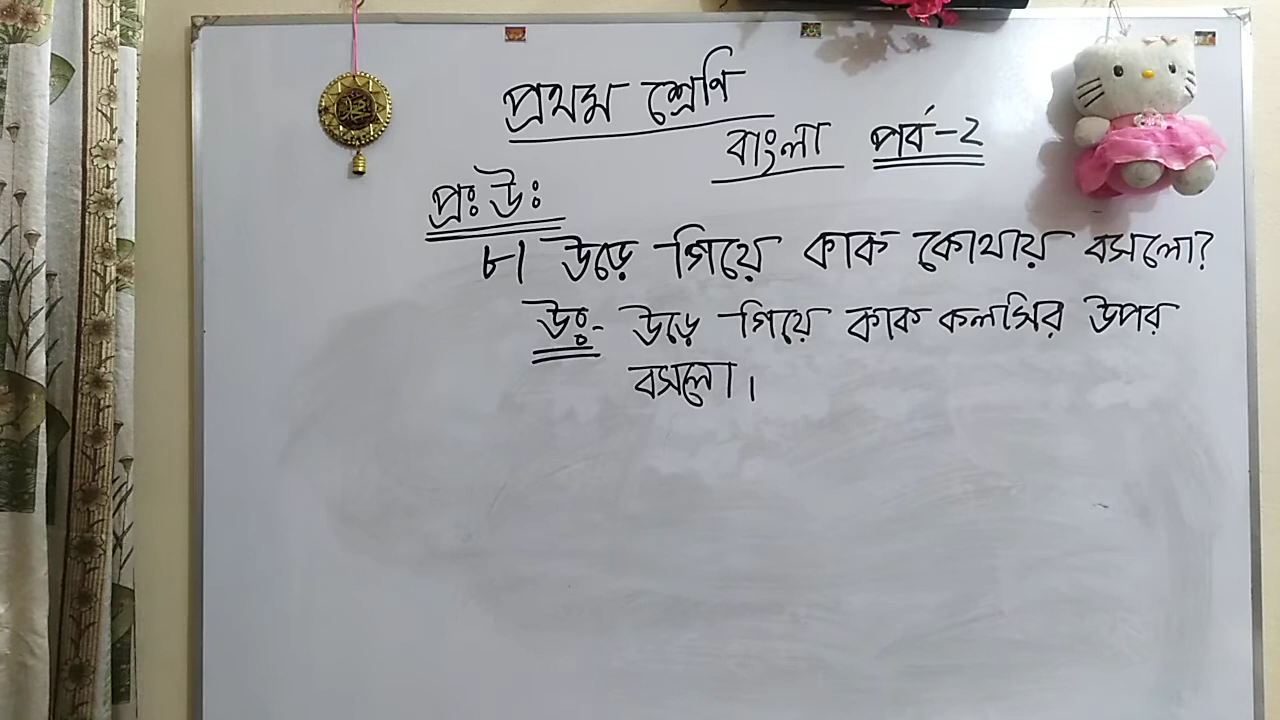 প্রথম শ্রেণি
বাংলা পর্ব-২
প্রঃ উঃ
৮। উড়ে গিয়ে কাক কোথায় বসলো?
উঃ- উড়ে গিয়ে কাক কলসির উপর
বসলো।